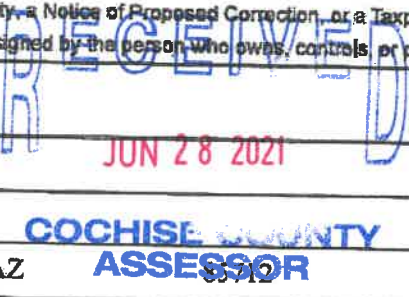 ty, a Notice of Proposed Correction, or a Taxp
signed by the person who owns, controls, or p
RECEIVED
JUN 28 2021
COCHISE COUNTY
AZ ASSESSOR 85712